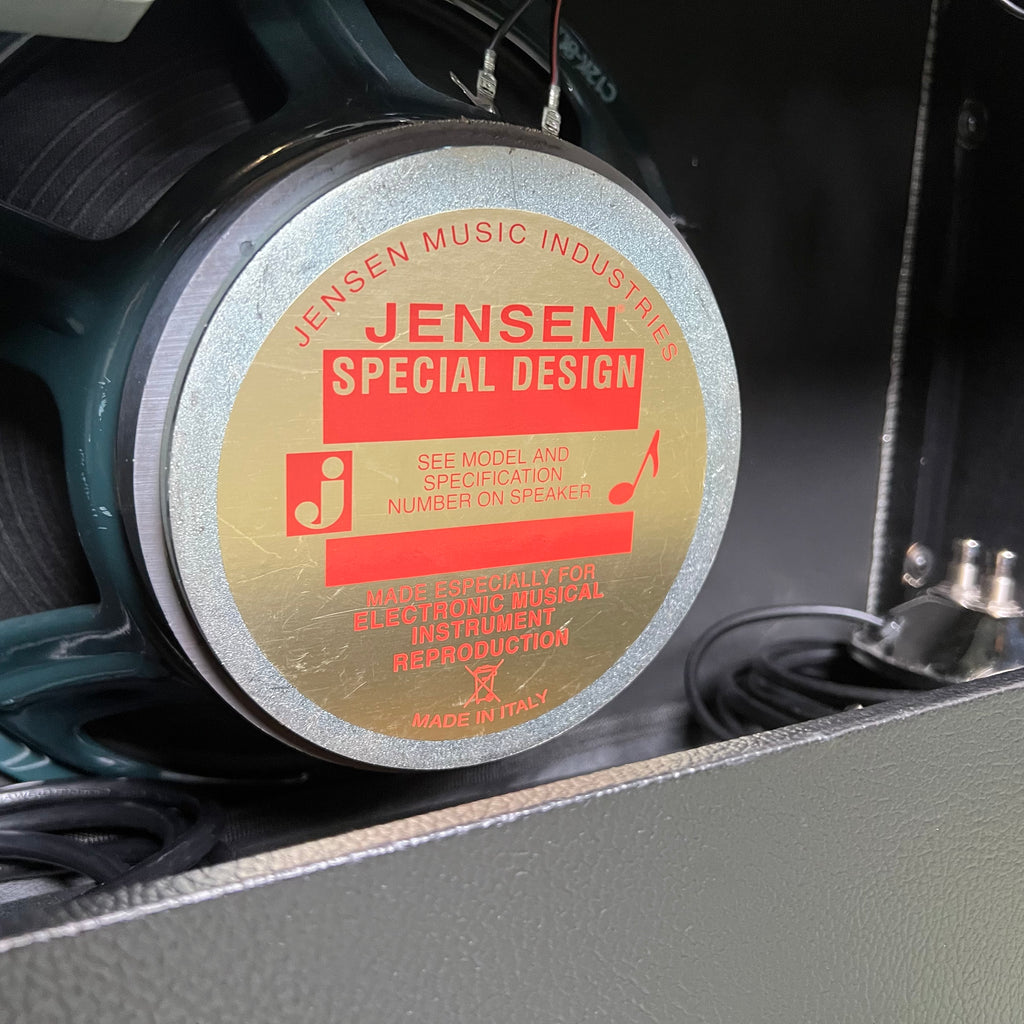 JENSEN MUSIC INDUSTRIES
JENSEN®
SPECIAL DESIGN
j
SEE MODEL AND
SPECIFICATION
NUMBER ON SPEAKER
MADE ESPECIALLY FOR
ELECTRONIC MUSICAL
INSTRUMENT
REPRODUCTION
MADE IN ITALY